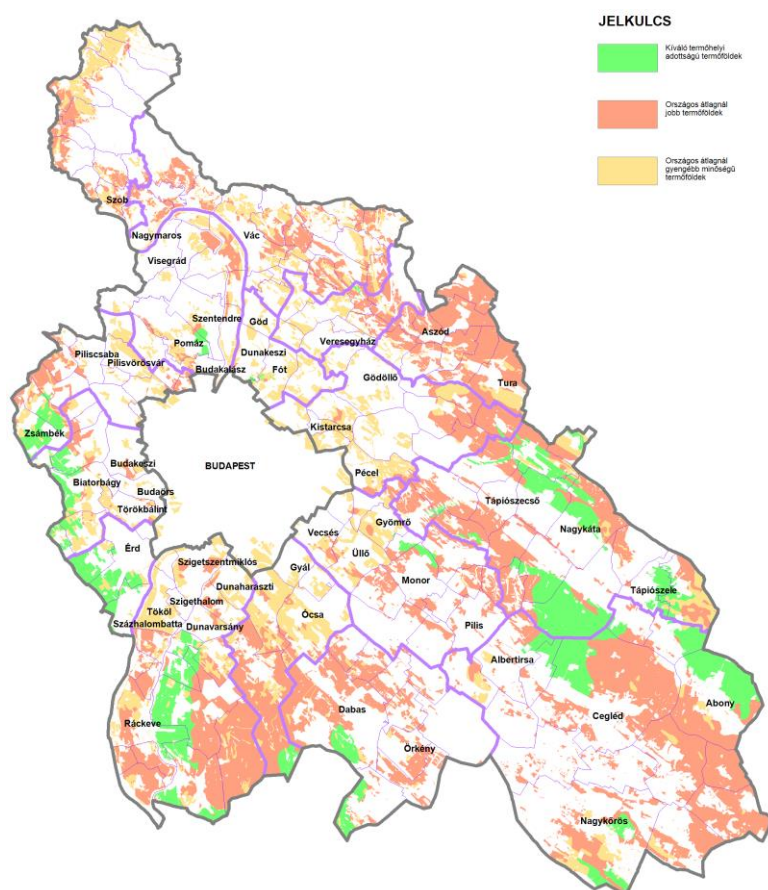 JELKULCS
Kiváló termőhelyi
adottságú termőföldek
Országos átlagnál
jobb termőföldek
Országos átlagnál
gyengébb minőségű
termőföldek
Szob
Nagymaros
Vác
Visegrád
Szentendre
Göd
Aszód
Pomáz
Veresegyház
Piliscsaba
Pilisvörösvár
Dunakeszi
Budakalász
Fót
Gödöllő
Tura
Kistarcsa
Zsámbék
Budakeszi
BUDAPEST
Pécel
Biatorbágy
Budaörs
Tápiószecső
Törökbálint
Gyömrő
Nagykáta
Vecsés
Érd
Üllő
Szigetszentmiklós
Gyál
Monor
Dunaharaszti
Tápiószele
Szigethalom
Tököl
Ócsa
Százhalombatta
Dunavarsány
Pilis
Albertirsa
Abony
Ráckeve
Dabas
Cegléd
Örkény
Nagykőrös